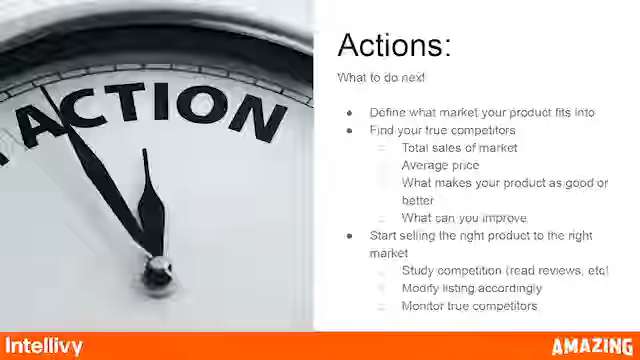 ACTION
Actions:
What to do next
Define what market your product fits into
Find your true competitors
Total sales of market
Average price
What makes your product as good or
better
What can you improve
Start selling the right product to the right
market
Study competition (read reviews, etc)
Modify listing accordingly
Monitor true competitors
Intellivy
AMAZING